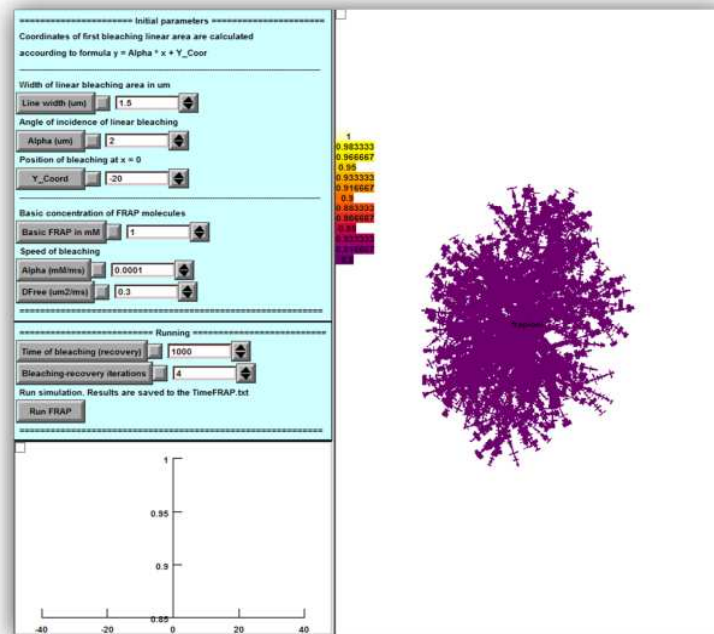 Initial parameters
Coordinates of first bleaching linear area are calculated
accourding to formula y = Alpha * x + Y_Coor
Width of linear bleaching area in um
Line width (um) 1.5
Angle of incidence of linear bleaching
Alpha (um) 2
Position of bleaching at x = 0
Y_Coord -20
Basic concentration of FRAP molecules
Basic FRAP in mM 1
Speed of bleaching
Alpha (mM/ms) 0.0001
DFree (um2/ms) 0.3
Running
Time of bleaching (recovery) 1000
Bleaching-recovery iterations 4
Run simulation. Results are saved to the TimeFRAP.txt
Run FRAP
1
0.95
0.9
0.85
-40 -20 0 20 40
1
0.983333
0.966667
0.95
0.933333
0.916667
0.9
0.883333
0.866667